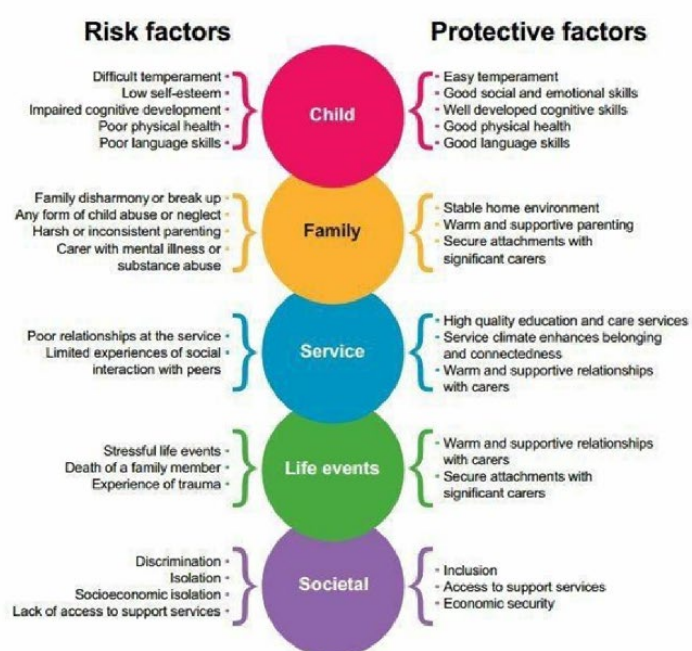 Risk factors
Protective factors
Difficult temperament
Low self-esteem
Impaired cognitive development
Poor physical health
Poor language skills
Child
Easy temperament
Good social and emotional skills
Well developed cognitive skills
Good physical health
Good language skills
Family disharmony or break up
Any form of child abuse or neglect
Harsh or inconsistent parenting
Carer with mental illness or
substance abuse
Family
Stable home environment
Warm and supportive parenting
Secure attachments with
significant carers
Poor relationships at the service
Limited experiences of social
interaction with peers
Service
High quality education and care services
Service climate enhances belonging
and connectedness
Warm and supportive relationships
with carers
Stressful life events
Death of a family member
Experience of trauma
Life events
Warm and supportive relationships
with carers
Secure attachments with
significant carers
Discrimination
Isolation
Socioeconomic isolation
Lack of access to support services
Societal
Inclusion
Access to support services
Economic security